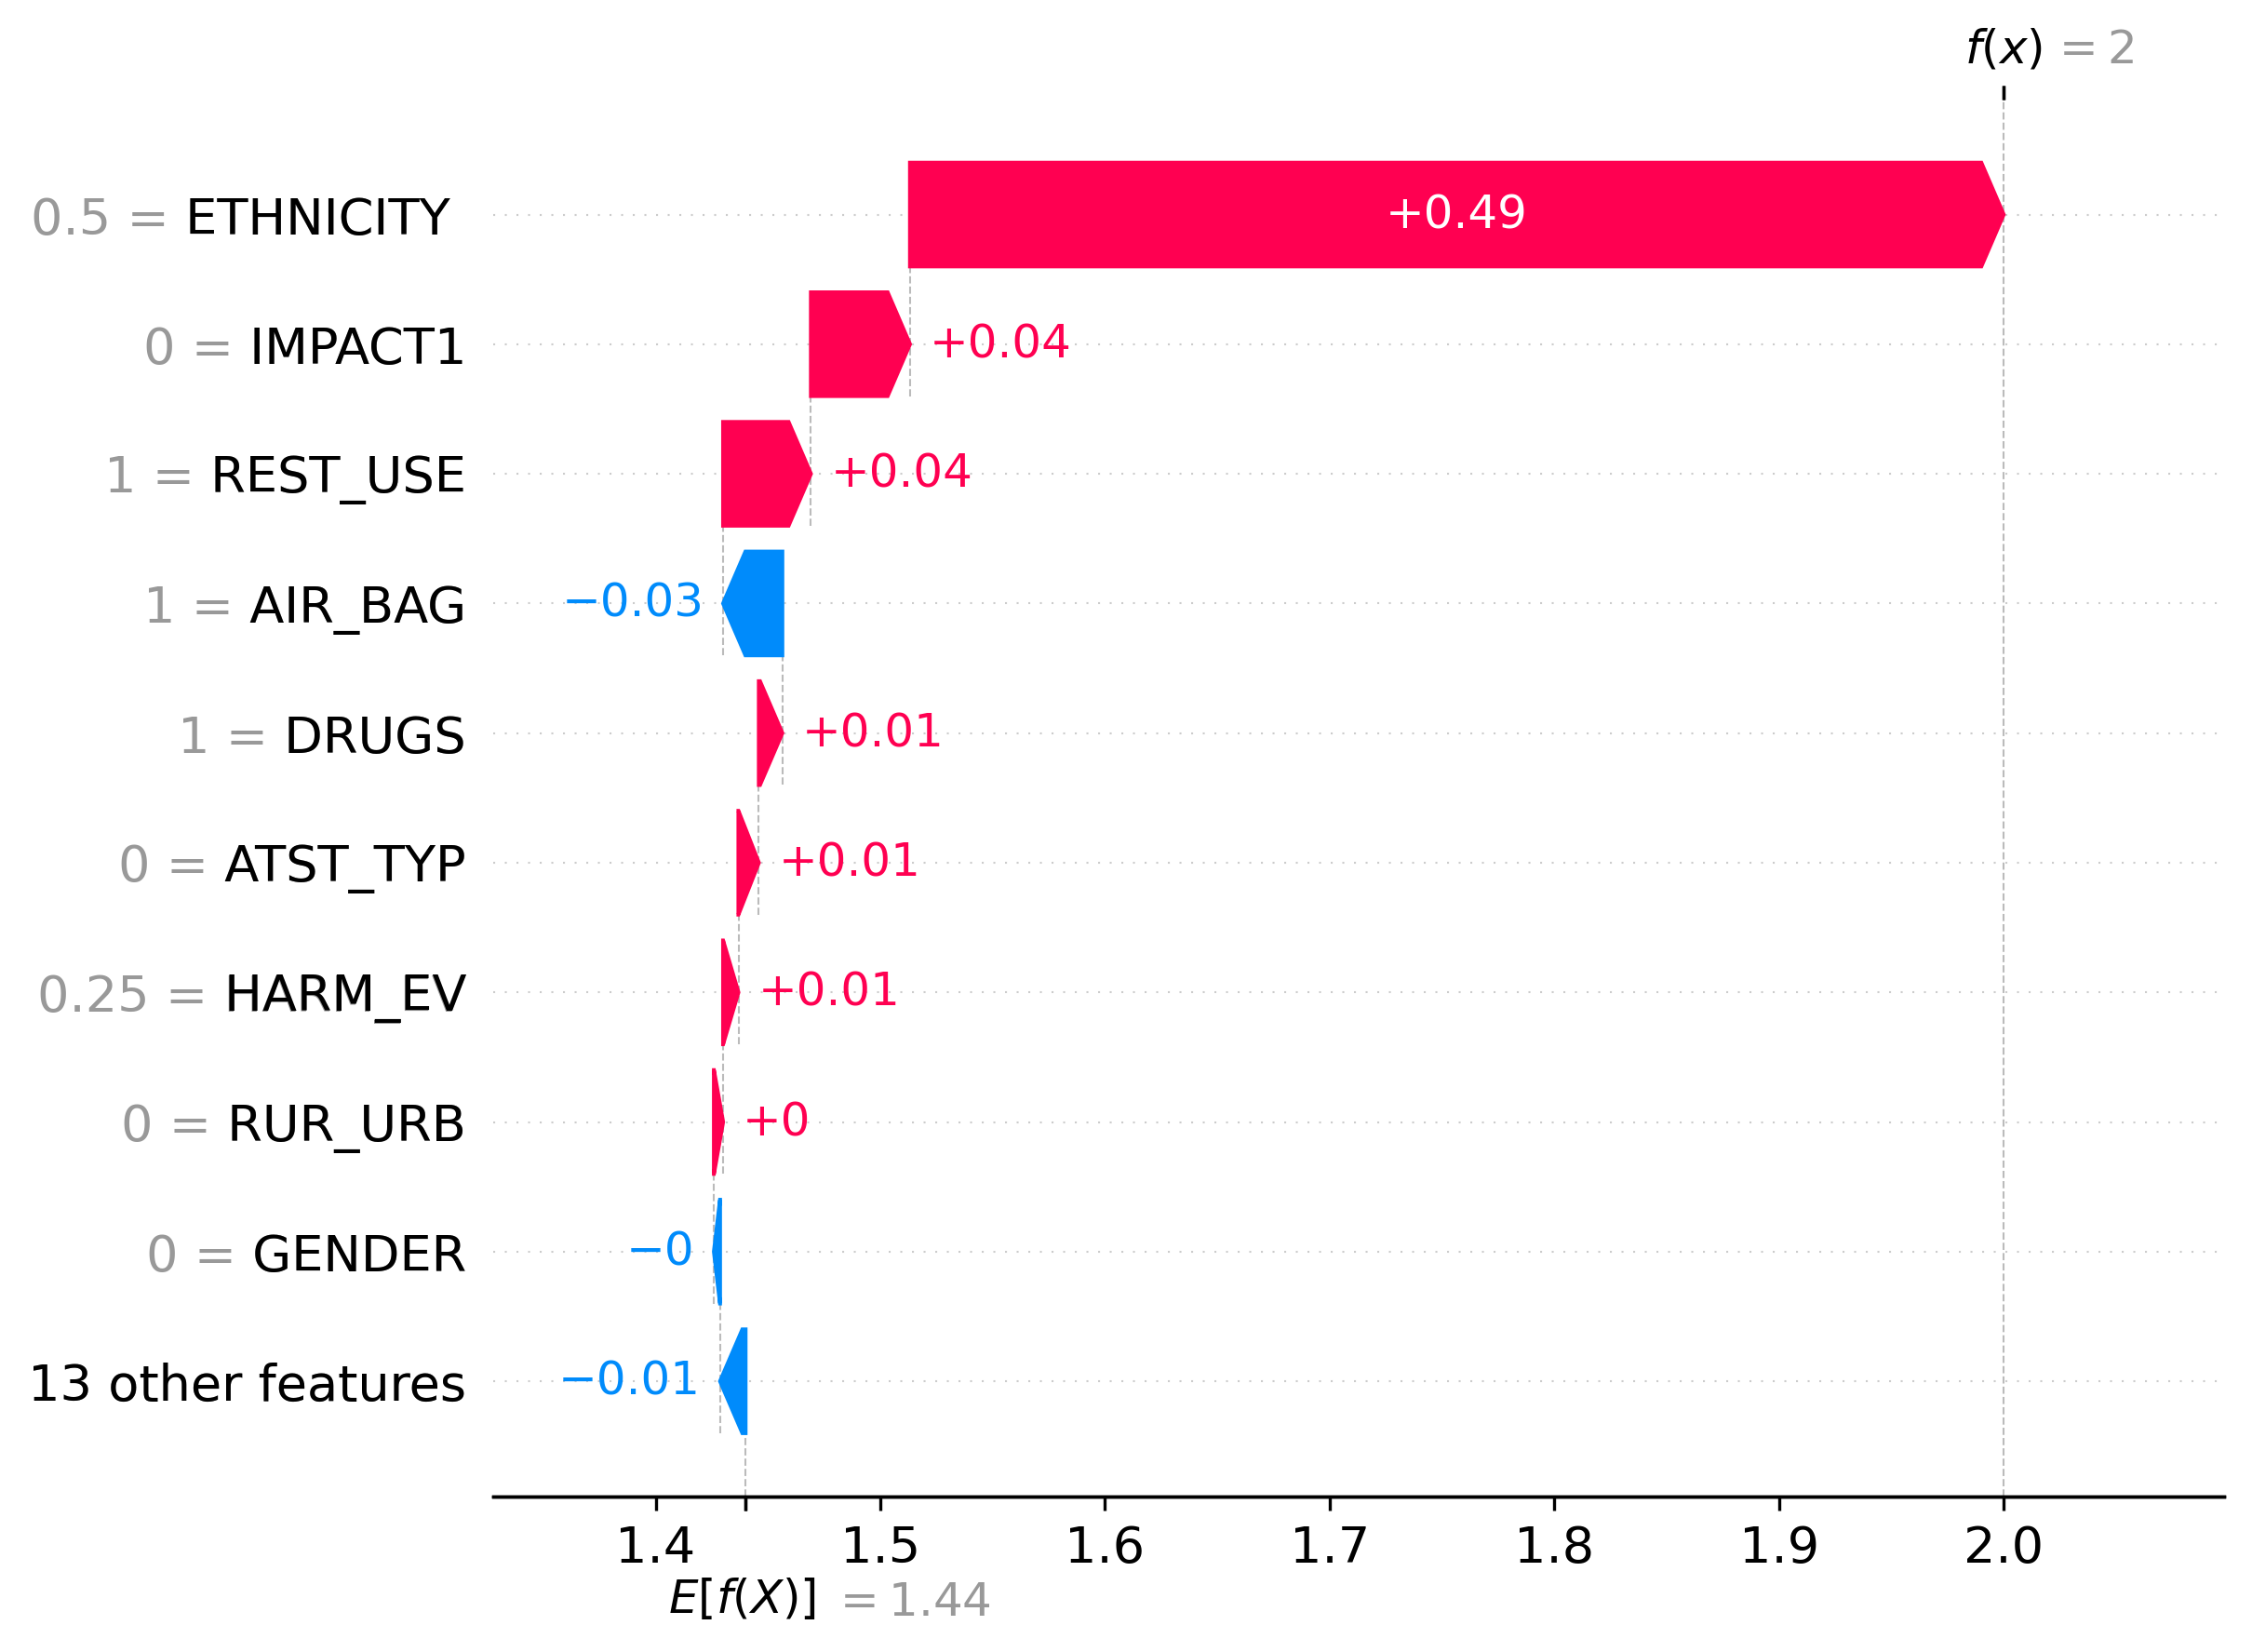 f(x) = 2
0.5 = ETHNICITY
+0.49
0 = IMPACT1
+0.04
1 = REST_USE
+0.04
1 = AIR_BAG
−0.03
1 = DRUGS
+0.01
0 = ATST_TYP
+0.01
0.25 = HARM_EV
+0.01
0 = RUR_URB
+0
0 = GENDER
−0
13 other features
−0.01
1.4 1.5 1.6 1.7 1.8 1.9 2.0
E[f(X)] = 1.44